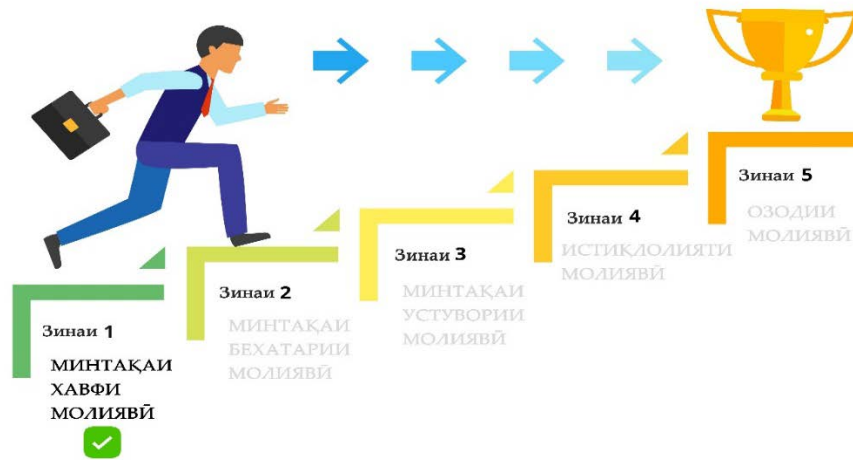 Зинаи 1
МИНТАҚАИ
ХАВФИ
МОЛИЯВӢ
Зинаи 2
МИНТАҚАИ
БЕХАТАРИИ
МОЛИЯВӢ
Зинаи 3
МИНТАҚАИ
УСТУВОРИИ
МОЛИЯВӢ
Зинаи 4
ИСТИҚЛОЛИЯТИ
МОЛИЯВӢ
Зинаи 5
ОЗОДИИ
МОЛИЯВӢ